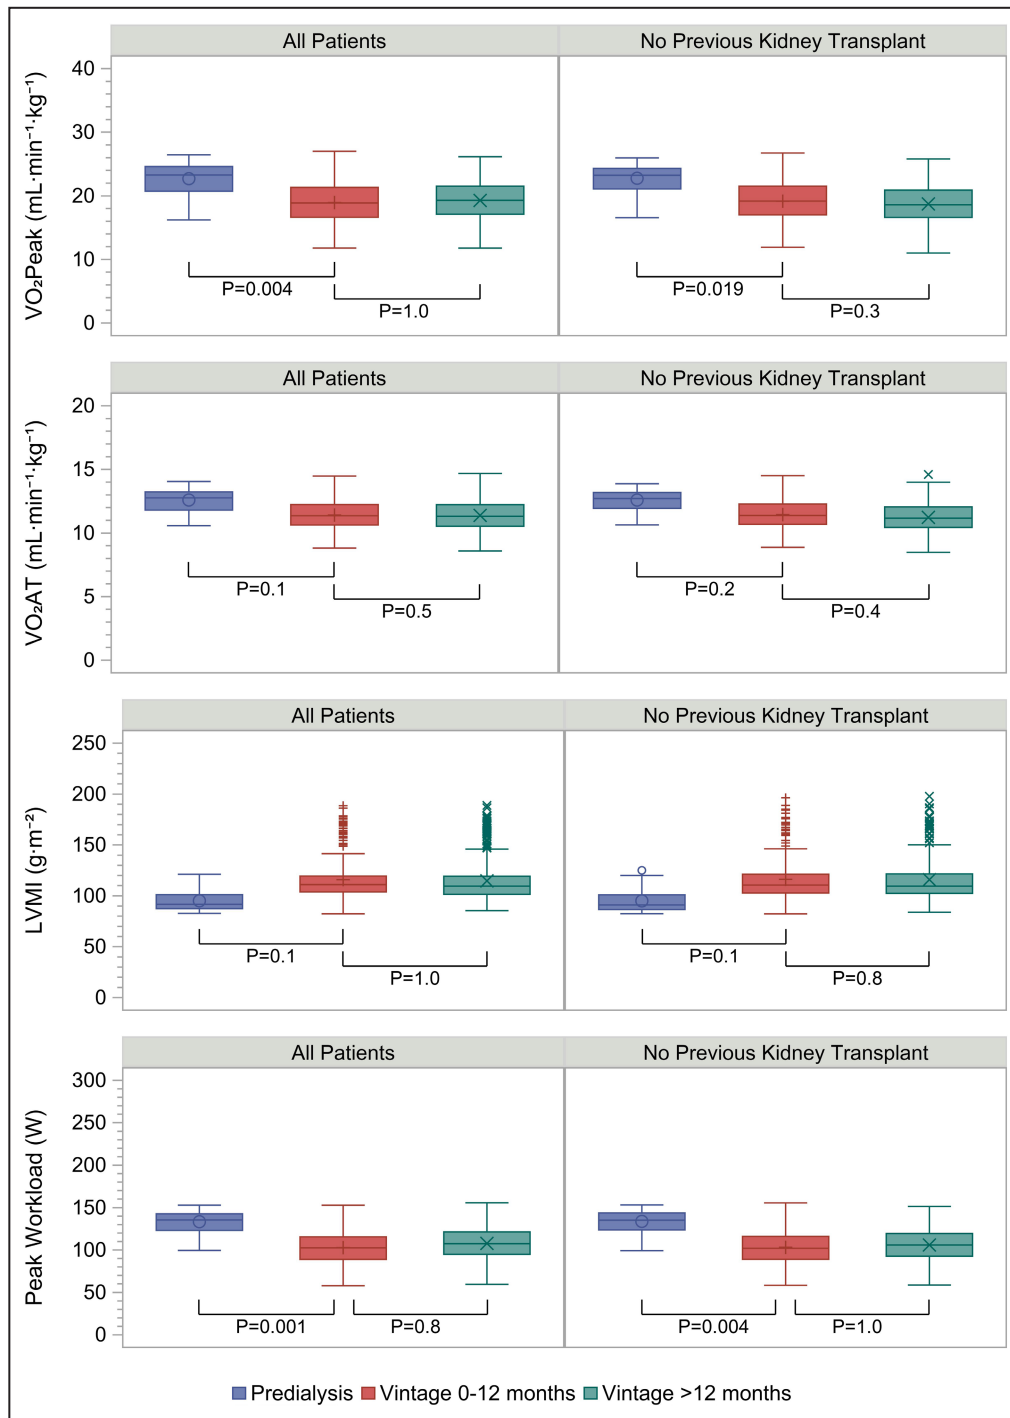 All Patients
No Previous Kidney Transplant
VO₂Peak (mL·min⁻¹·kg⁻¹)
40
30
20
10
0
P=0.004
P=1.0
P=0.019
P=0.3
All Patients
No Previous Kidney Transplant
VO₂AT (mL·min⁻¹·kg⁻¹)
20
15
10
5
0
P=0.1
P=0.5
P=0.2
P=0.4
All Patients
No Previous Kidney Transplant
LVMI (g·m⁻²)
250
200
150
100
50
0
P=0.1
P=1.0
P=0.1
P=0.8
All Patients
No Previous Kidney Transplant
Peak Workload (W)
300
250
200
150
100
50
0
P=0.001
P=0.8
P=0.004
P=1.0
Predialysis
Vintage 0-12 months
Vintage >12 months